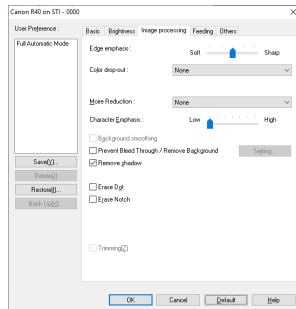 Canon R40 on STI - 0000
User Preference :
Full Automatic Mode
Save(Y)...
Delete(J)
Restore(I)...
Back Up(K)...
Basic Brightness Image processing Feeding Others
Edge emphasis : Soft Sharp
Color drop-out : None
Moire Reduction : None
Character Emphasis : Low High
Background smoothing
Prevent Bleed Through / Remove Background Setting...
Remove shadow
Erase Dot
Erase Notch
Trimming(Z)
OK Cancel Default Help